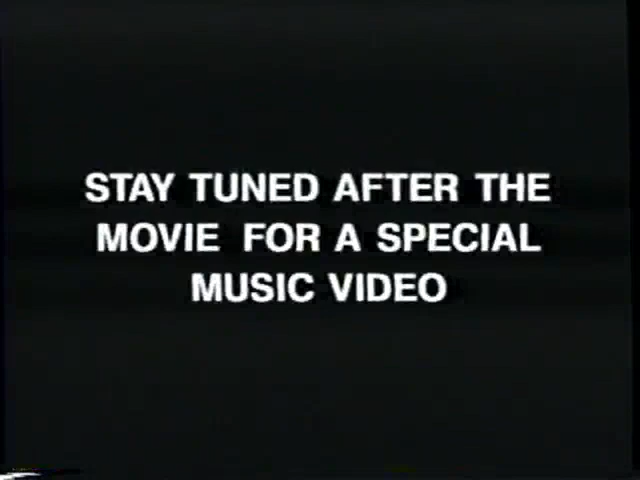 STAY TUNED AFTER THE
MOVIE FOR A SPECIAL
MUSIC VIDEO